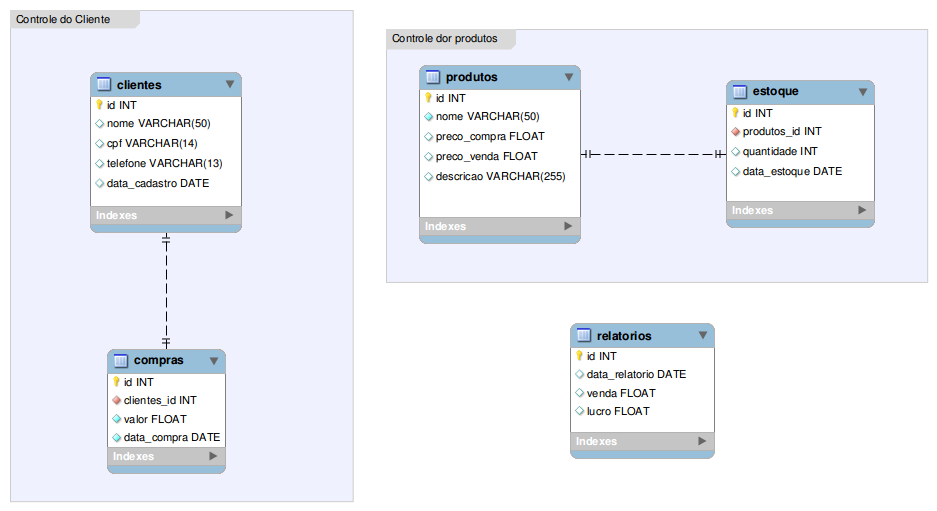 Controle do Cliente
clientes
id INT
nome VARCHAR(50)
cpf VARCHAR(14)
telefone VARCHAR(13)
data_cadastro DATE
Indexes
compras
id INT
clientes_id INT
valor FLOAT
data_compra DATE
Indexes
Controle dor produtos
produtos
id INT
nome VARCHAR(50)
preco_compra FLOAT
preco_venda FLOAT
descricao VARCHAR(255)
Indexes
estoque
id INT
produtos_id INT
quantidade INT
data_estoque DATE
Indexes
relatorios
id INT
data_relatorio DATE
venda FLOAT
lucro FLOAT
Indexes